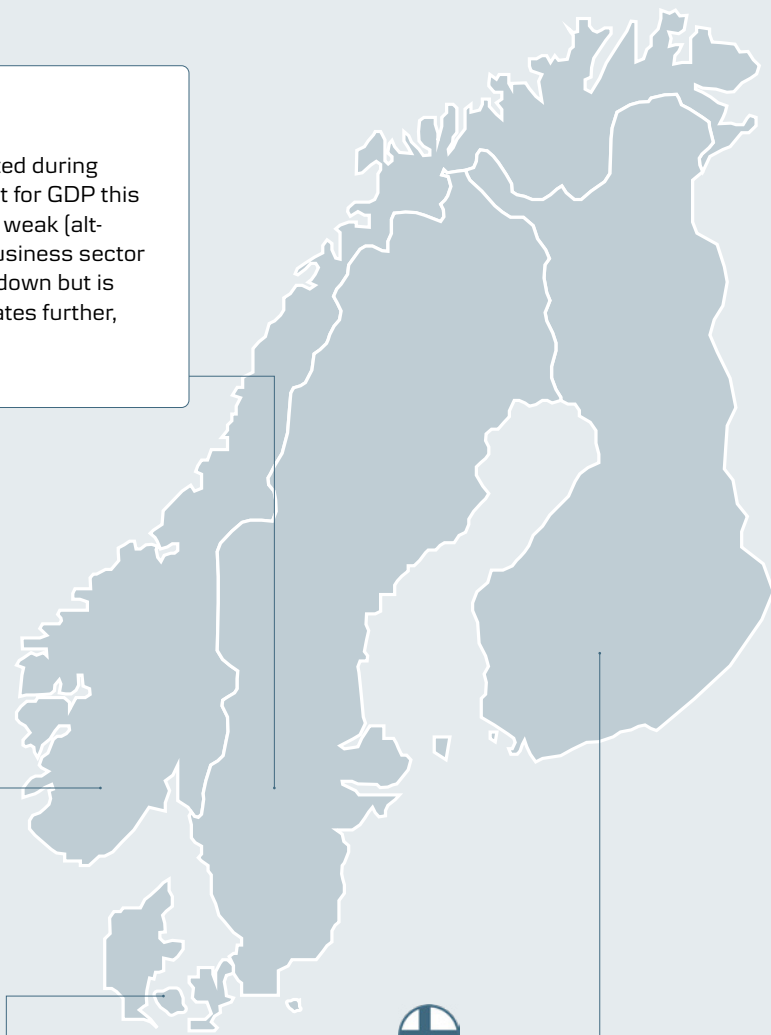 ted during
t for GDP this
weak (alt-
usiness sector
down but is
ates further,